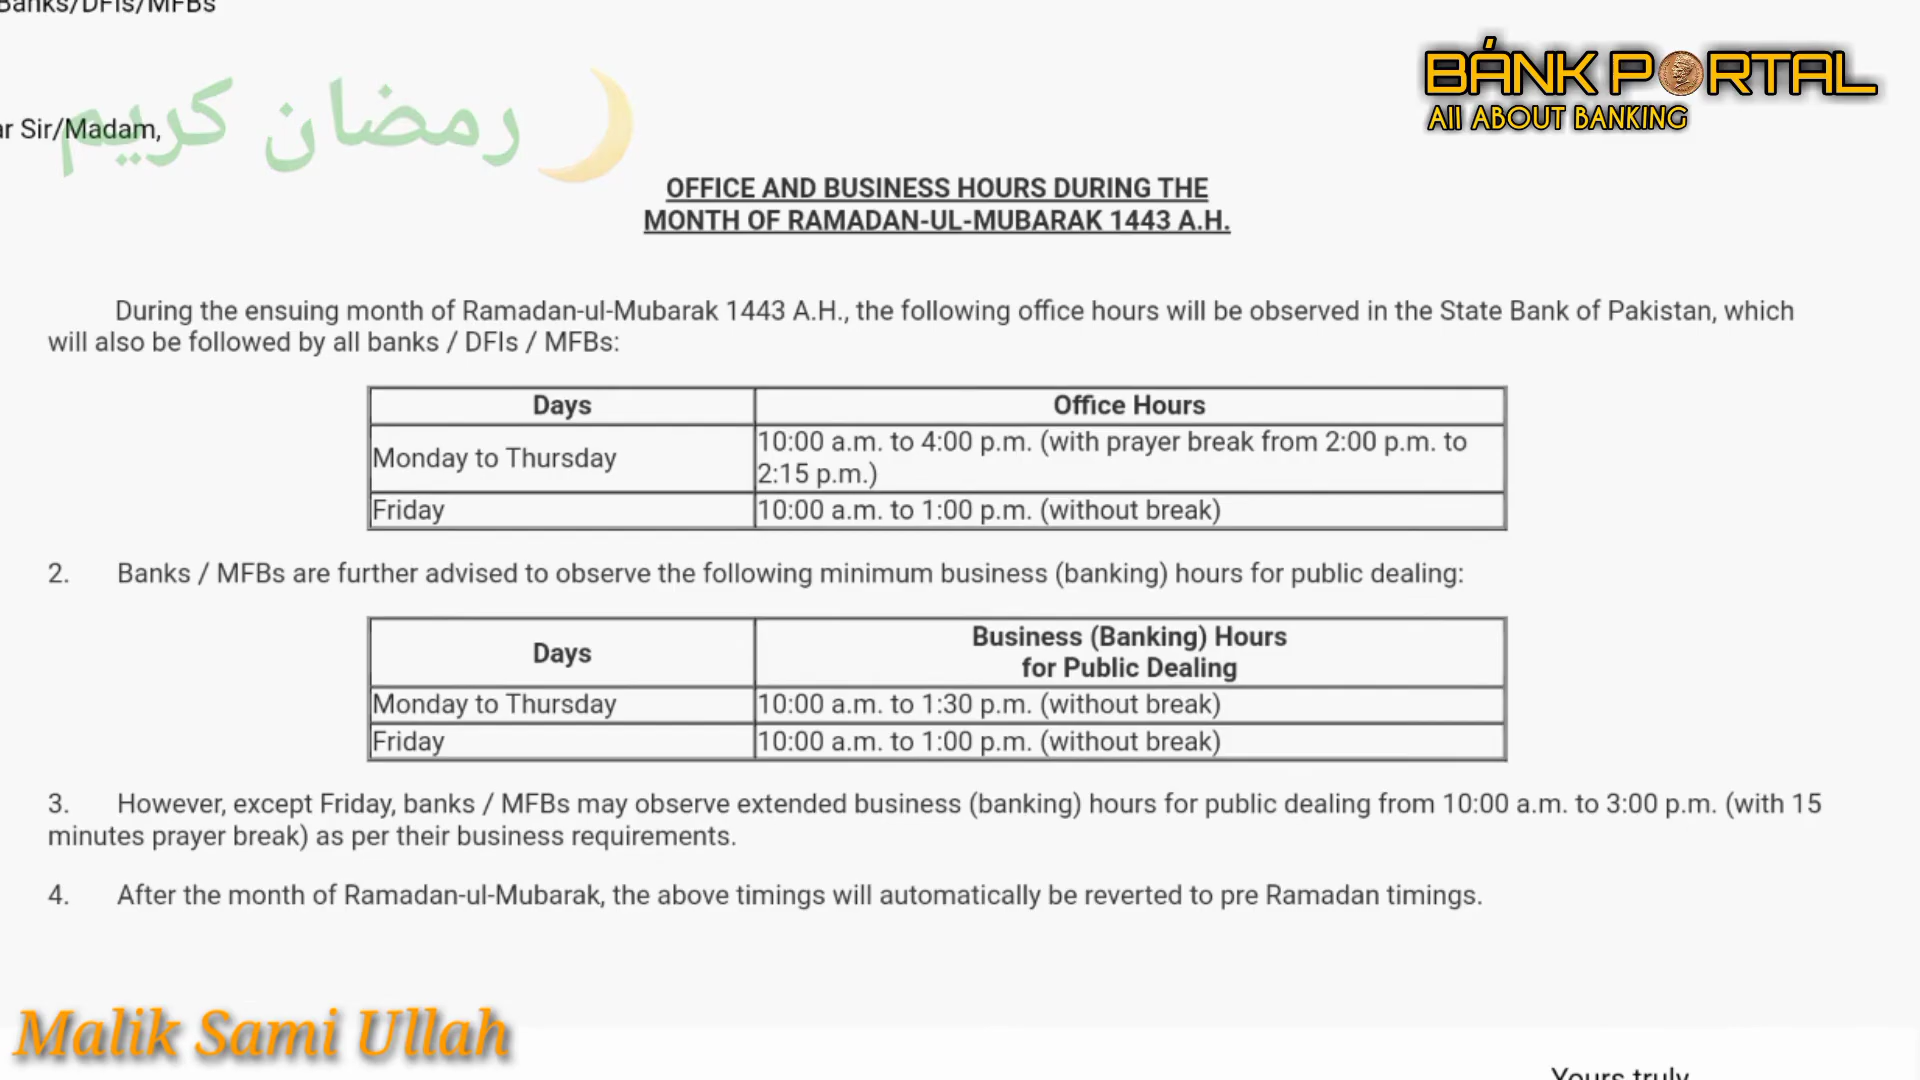 Banks/DFIs/MFBs
BÁNK PORTAL
All ABOUT BANKING
رمضان كريم
ar Sir/Madam,
OFFICE AND BUSINESS HOURS DURING THE
MONTH OF RAMADAN-UL-MUBARAK 1443 A.H.
During the ensuing month of Ramadan-ul-Mubarak 1443 A.H., the following office hours will be observed in the State Bank of Pakistan, which
will also be followed by all banks / DFIs / MFBs:
Days Office Hours
Monday to Thursday 10:00 a.m. to 4:00 p.m. (with prayer break from 2:00 p.m. to
2:15 p.m.)
Friday 10:00 a.m. to 1:00 p.m. (without break)
2. Banks / MFBs are further advised to observe the following minimum business (banking) hours for public dealing:
Days Business (Banking) Hours
for Public Dealing
Monday to Thursday 10:00 a.m. to 1:30 p.m. (without break)
Friday 10:00 a.m. to 1:00 p.m. (without break)
3. However, except Friday, banks / MFBs may observe extended business (banking) hours for public dealing from 10:00 a.m. to 3:00 p.m. (with 15
minutes prayer break) as per their business requirements.
4. After the month of Ramadan-ul-Mubarak, the above timings will automatically be reverted to pre Ramadan timings.
Malik Sami Ullah
Yours truly